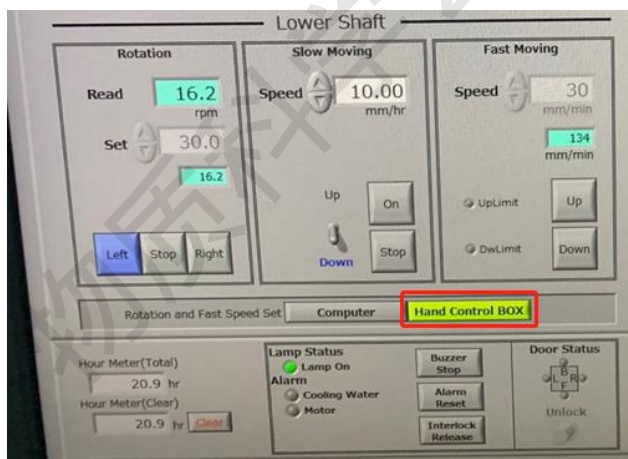 Lower Shaft
Rotation
Read 16.2
rpm
Set 30.0
16.2
Left Stop Right
Slow Moving
Speed 10.00
mm/hr
Up On
Down Stop
Fast Moving
Speed 30
mm/min
134
mm/min
UpLimit Up
DwLimit Down
Rotation and Fast Speed Set Computer Hand Control BOX
Hour Meter(Total)
20.9 hr
Hour Meter(Clear)
20.9 hr Clear
Lamp Status
Lamp On
Alarm
Cooling Water
Motor
Buzzer
Stop
Alarm
Reset
Interlock
Release
Door Status
B
L R
F
Unlock
物质科学